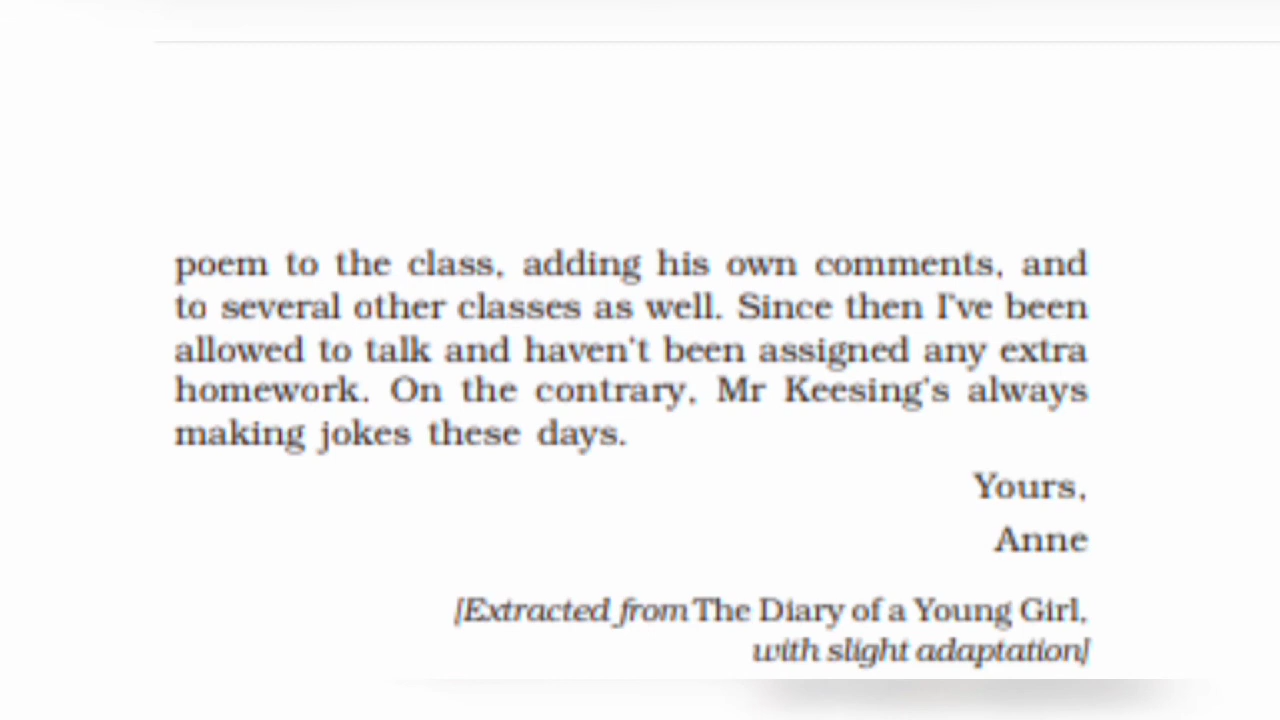 poem to the class, adding his own comments, and
to several other classes as well. Since then I've been
allowed to talk and haven't been assigned any extra
homework. On the contrary, Mr Keesing's always
making jokes these days.
Yours,
Anne
[Extracted from The Diary of a Young Girl,
with slight adaptation]